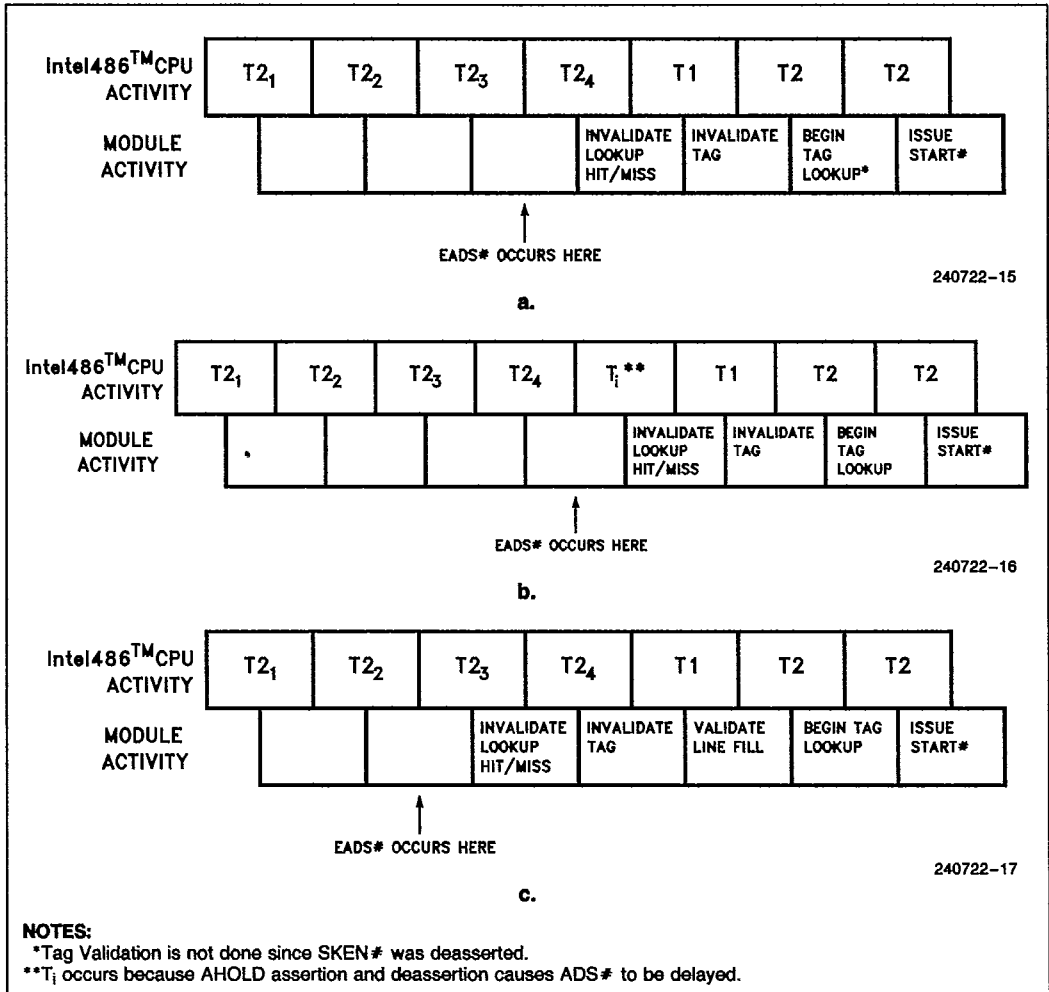 Intel486™CPU ACTIVITY
T2₁ T2₂ T2₃ T2₄ T1 T2 T2
MODULE ACTIVITY
INVALIDATE LOOKUP HIT/MISS
INVALIDATE TAG
BEGIN TAG LOOKUP*
ISSUE START#
EADS# OCCURS HERE
240722–15
a.
Intel486™CPU ACTIVITY
T2₁ T2₂ T2₃ T2₄ Tᵢ** T1 T2 T2
MODULE ACTIVITY
INVALIDATE LOOKUP HIT/MISS
INVALIDATE TAG
BEGIN TAG LOOKUP
ISSUE START#
EADS# OCCURS HERE
240722–16
b.
Intel486™CPU ACTIVITY
T2₁ T2₂ T2₃ T2₄ T1 T2 T2
MODULE ACTIVITY
INVALIDATE LOOKUP HIT/MISS
INVALIDATE TAG
VALIDATE LINE FILL
BEGIN TAG LOOKUP
ISSUE START#
EADS# OCCURS HERE
240722–17
c.
NOTES:
*Tag Validation is not done since SKEN# was deasserted.
**Tᵢ occurs because AHOLD assertion and deassertion causes ADS# to be delayed.